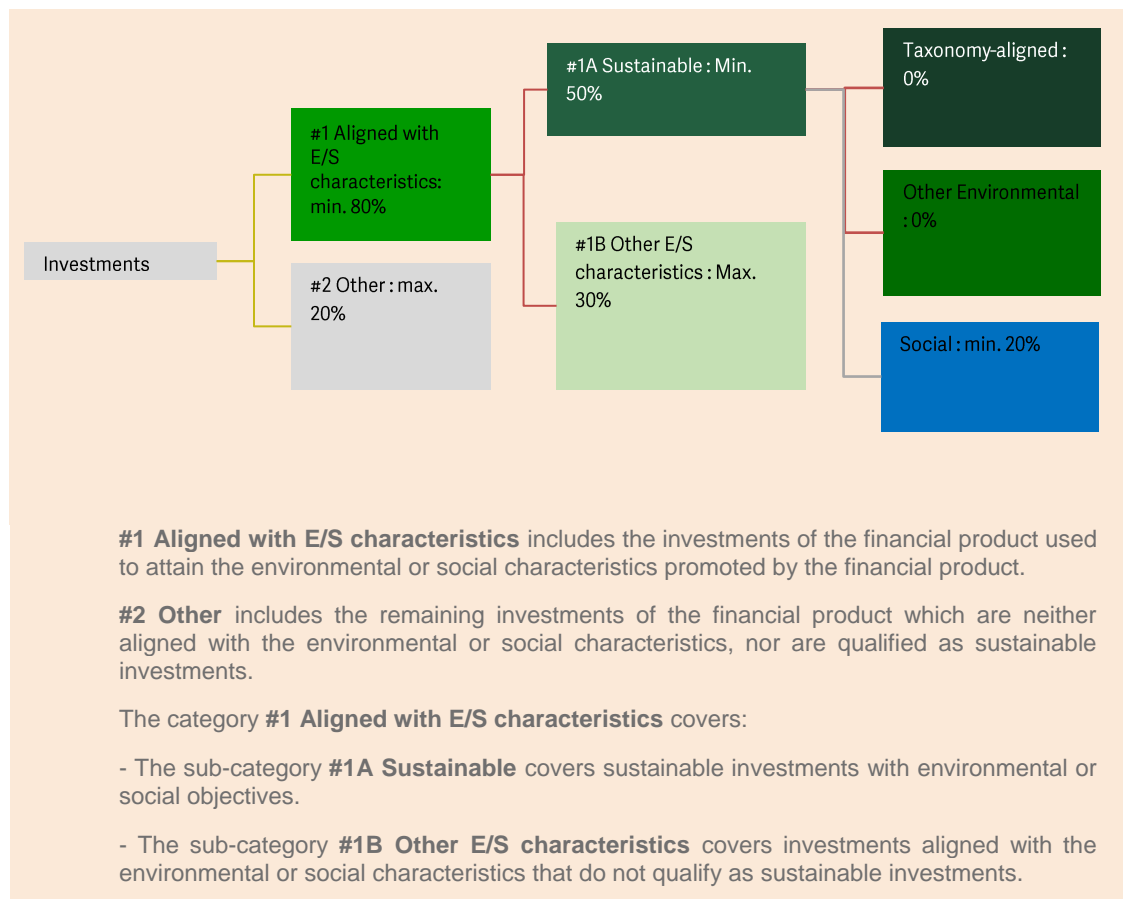 #1A Sustainable : Min.
50%
Taxonomy-aligned :
0%
#1 Aligned with
E/S
characteristics:
min. 80%
Other Environmental
: 0%
#1B Other E/S
characteristics : Max.
30%
Investments
#2 Other : max.
20%
Social : min. 20%
#1 Aligned with E/S characteristics includes the investments of the financial product used
to attain the environmental or social characteristics promoted by the financial product.
#2 Other includes the remaining investments of the financial product which are neither
aligned with the environmental or social characteristics, nor are qualified as sustainable
investments.
The category #1 Aligned with E/S characteristics covers:
- The sub-category #1A Sustainable covers sustainable investments with environmental or
social objectives.
- The sub-category #1B Other E/S characteristics covers investments aligned with the
environmental or social characteristics that do not qualify as sustainable investments.